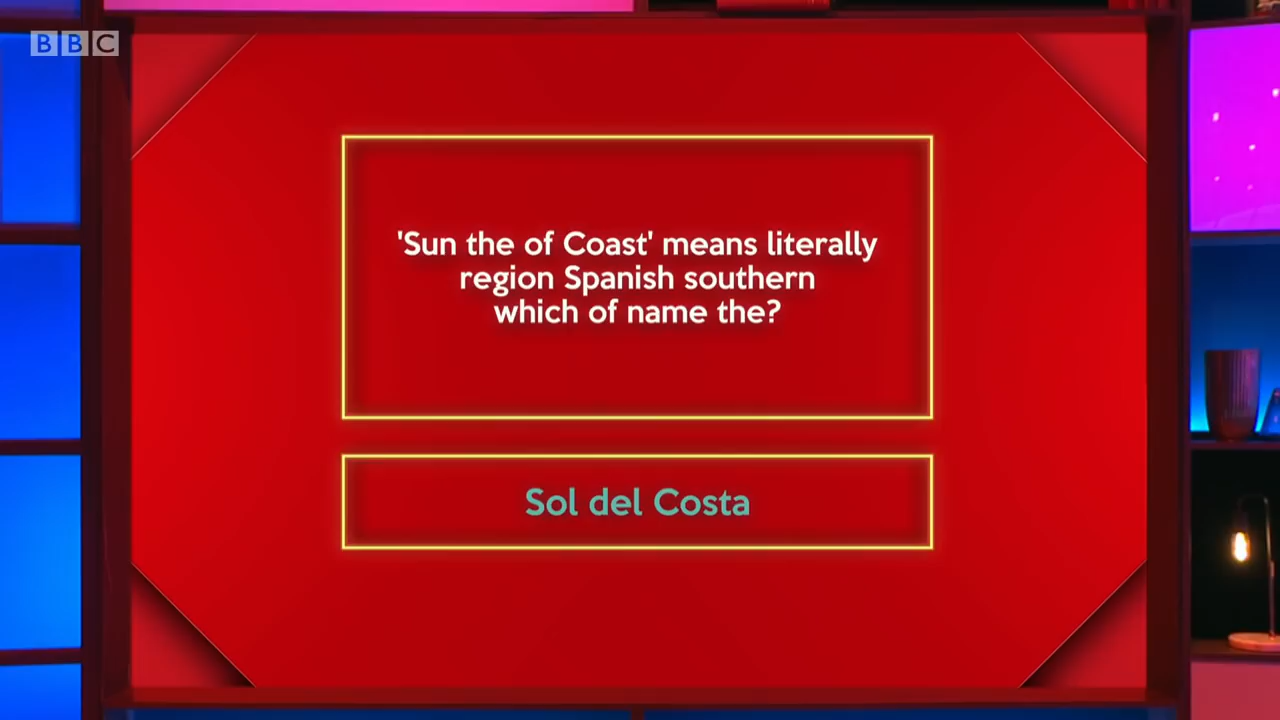 BBC
'Sun the of Coast' means literally
region Spanish southern
which of name the?
Sol del Costa